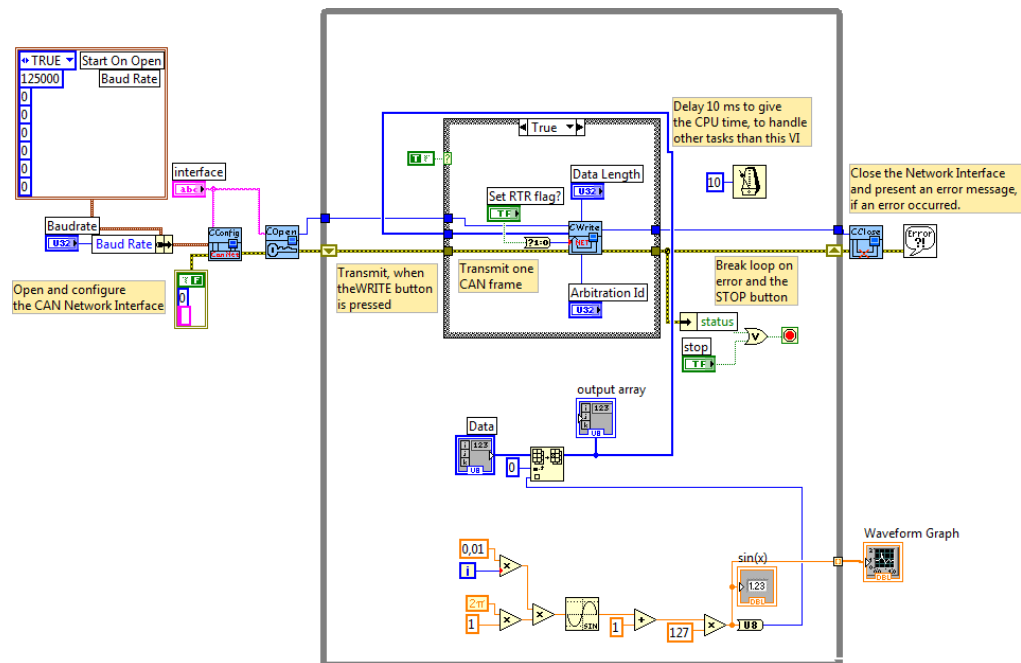 TRUE
Start On Open
125000
Baud Rate
0
0
0
0
0
0
interface
abc
Baudrate
U32
Baud Rate
CConfig
Can Net
COpen
Open and configure
the CAN Network Interface
T F
0
Transmit, when
theWRITE button
is pressed
True
T F
?
Set RTR flag?
TF
?1:0
Data Length
U32
CWrite
NET
Transmit one
CAN frame
Arbitration Id
U32
Delay 10 ms to give
the CPU time, to handle
other tasks than this VI
10
Close the Network Interface
and present an error message,
if an error occurred.
CClose
Error
?!
Break loop on
error and the
STOP button
status
stop
TF
V
output array
123
U8
Data
123
U8
0
Waveform Graph
DBL
sin(x)
1.23
DBL
0,01
i
2π
1
SIN
1
127
U8